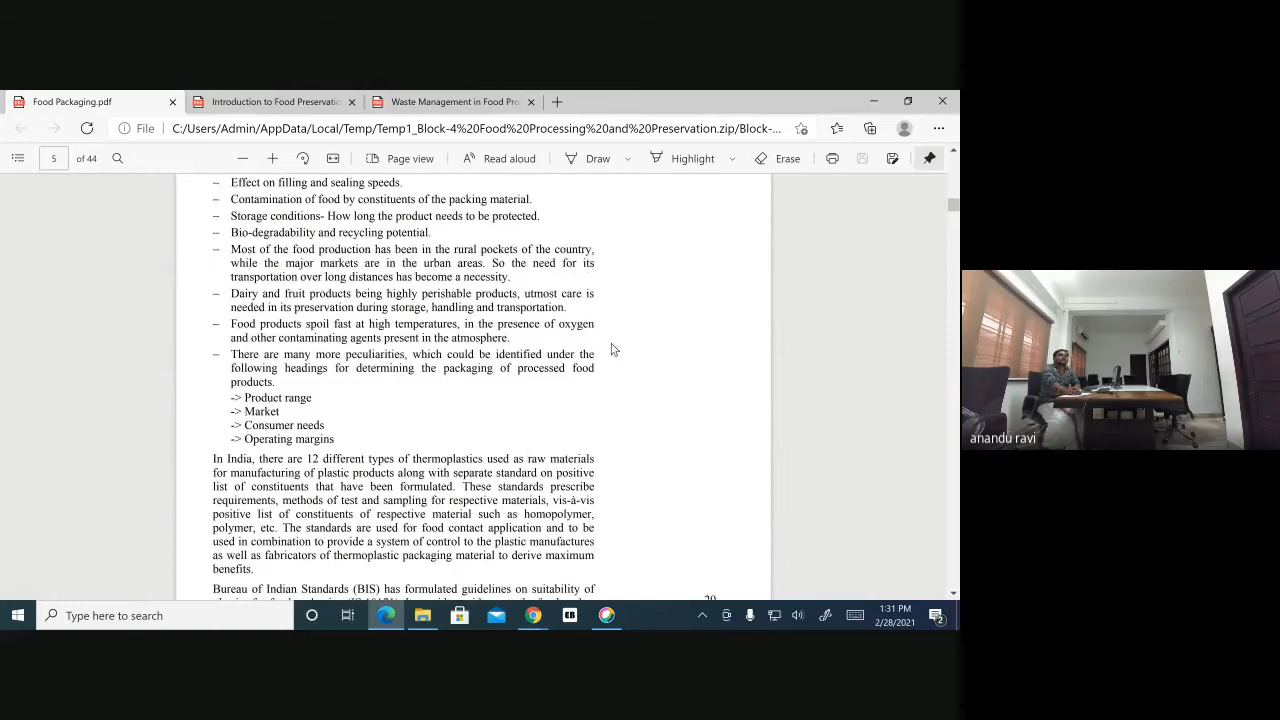 Food Packaging.pdf
Introduction to Food Preservatio
Waste Management in Food Pro
File
C:/Users/Admin/AppData/Local/Temp/Temp1_Block-4%20Food%20Processing%20and%20Preservation.zip/Block-...
5 of 44
Page view
Read aloud
Draw
Highlight
Erase
– Effect on filling and sealing speeds.
– Contamination of food by constituents of the packing material.
– Storage conditions- How long the product needs to be protected.
– Bio-degradability and recycling potential.
– Most of the food production has been in the rural pockets of the country,
while the major markets are in the urban areas. So the need for its
transportation over long distances has become a necessity.
– Dairy and fruit products being highly perishable products, utmost care is
needed in its preservation during storage, handling and transportation.
– Food products spoil fast at high temperatures, in the presence of oxygen
and other contaminating agents present in the atmosphere.
– There are many more peculiarities, which could be identified under the
following headings for determining the packaging of processed food
products.
-> Product range
-> Market
-> Consumer needs
-> Operating margins
In India, there are 12 different types of thermoplastics used as raw materials
for manufacturing of plastic products along with separate standard on positive
list of constituents that have been formulated. These standards prescribe
requirements, methods of test and sampling for respective materials, vis-à-vis
positive list of constituents of respective material such as homopolymer,
polymer, etc. The standards are used for food contact application and to be
used in combination to provide a system of control to the plastic manufactures
as well as fabricators of thermoplastic packaging material to derive maximum
benefits.
Bureau of Indian Standards (BIS) has formulated guidelines on suitability of
anandu ravi
Type here to search
1:31 PM
2/28/2021
2